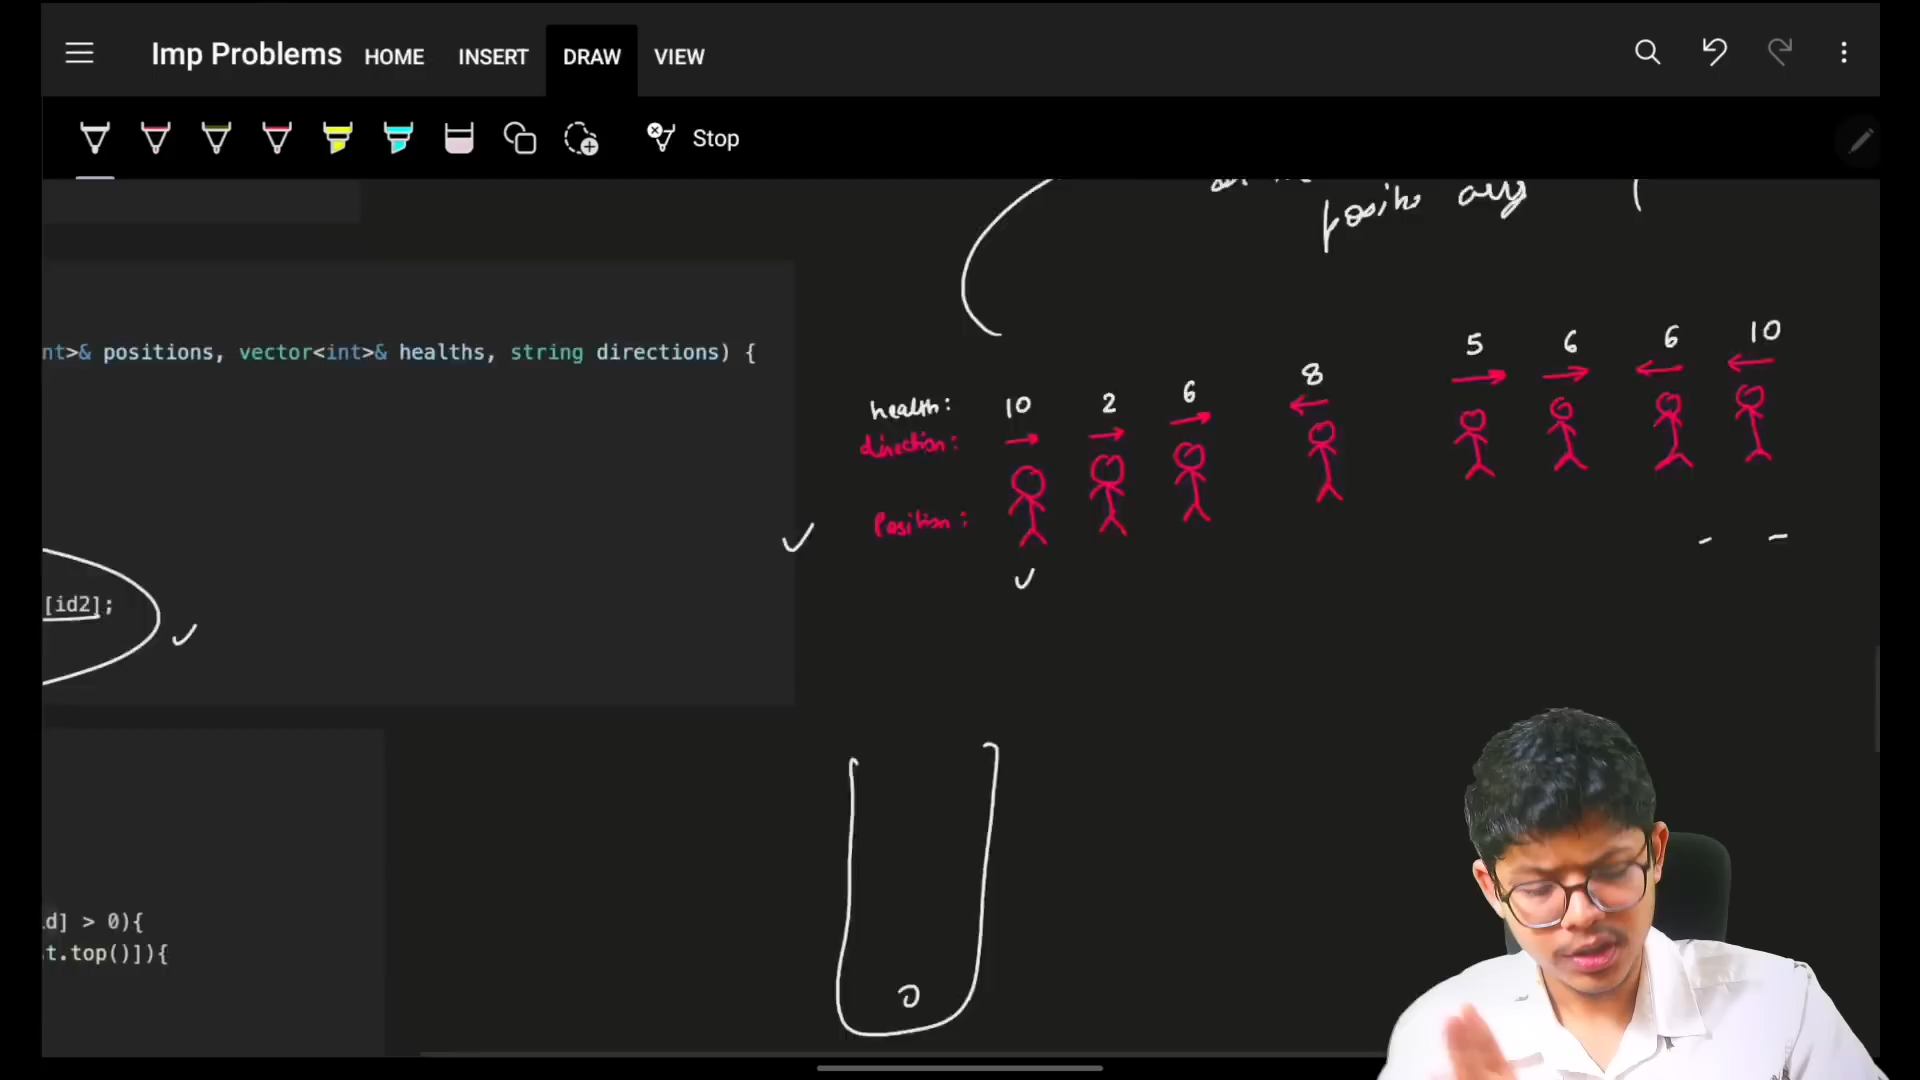 Imp Problems HOME INSERT DRAW VIEW
Stop
nt>& positions, vector<int>& healths, string directions) {
[id2];
d] > 0){
t.top()]){
health: 10 2 6 8 5 6 6 10
direction:
Position:
0